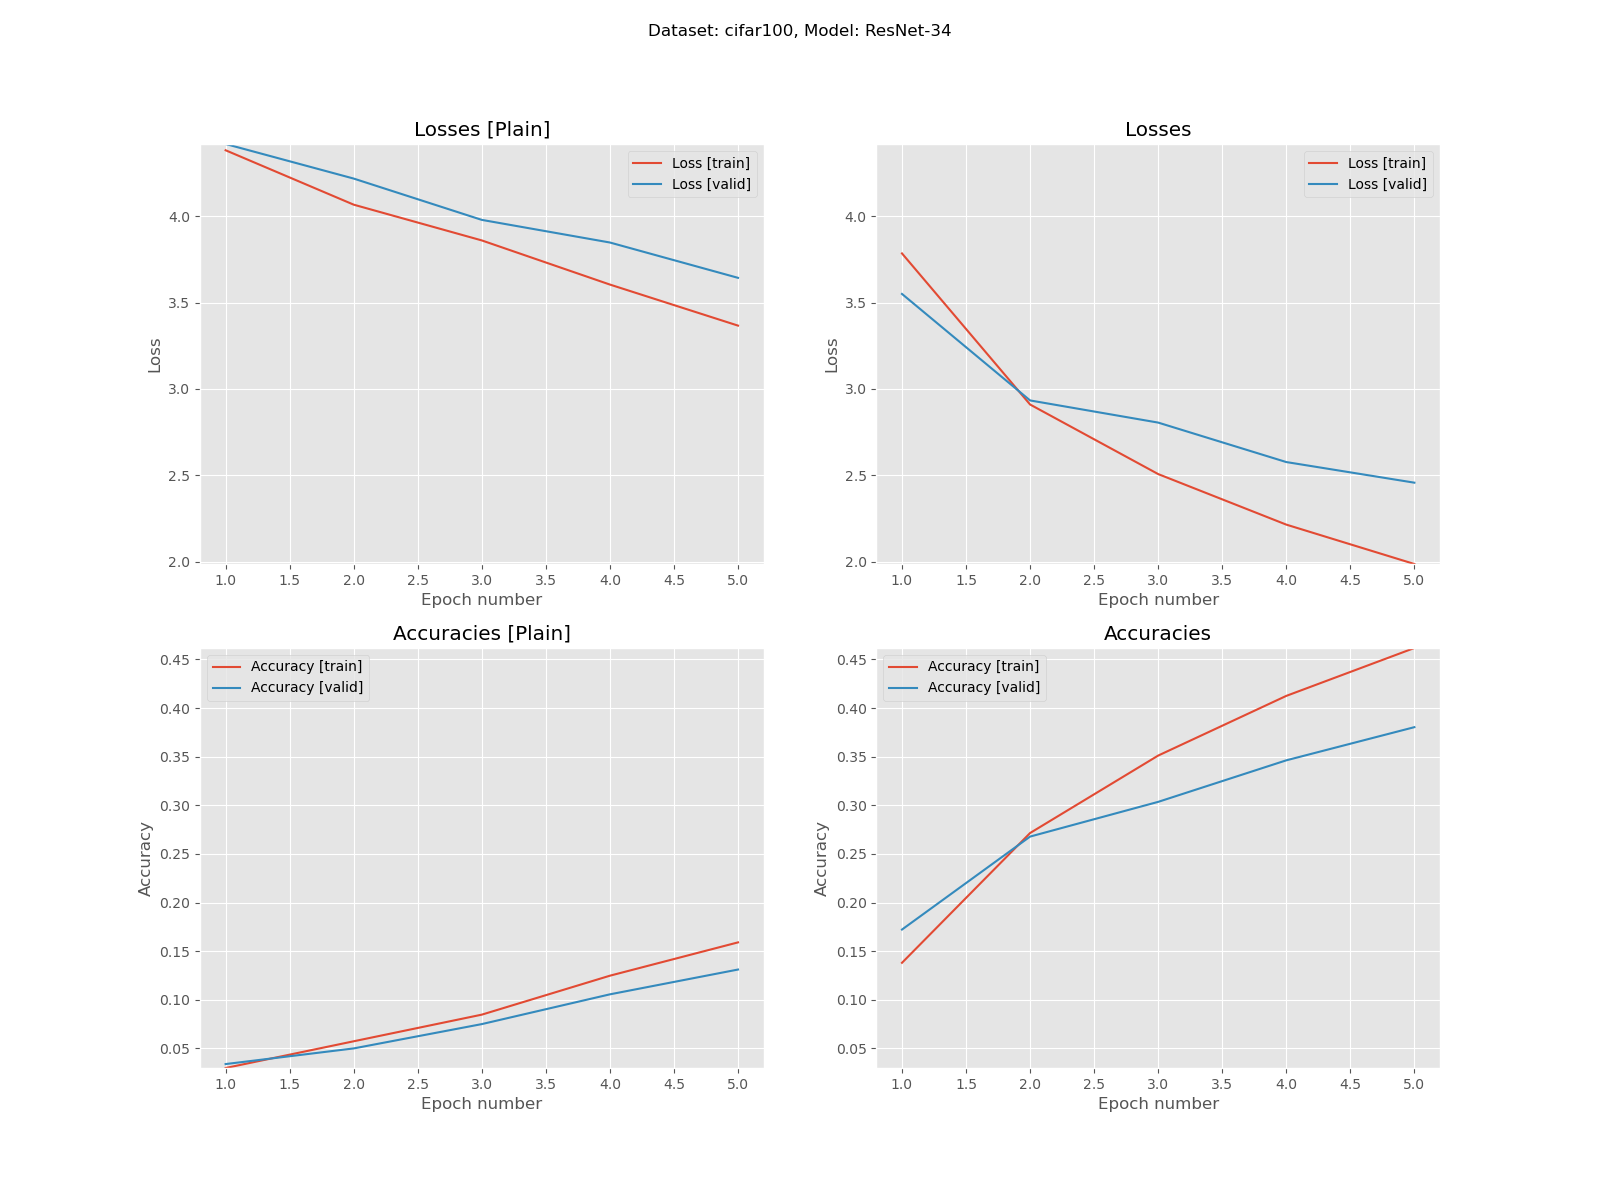 Dataset: cifar100, Model: ResNet-34
Losses [Plain]
Loss [train]
Loss [valid]
Loss
4.0
3.5
3.0
2.5
2.0
1.0 1.5 2.0 2.5 3.0 3.5 4.0 4.5 5.0
Epoch number
Losses
Loss [train]
Loss [valid]
Loss
4.0
3.5
3.0
2.5
2.0
1.0 1.5 2.0 2.5 3.0 3.5 4.0 4.5 5.0
Epoch number
Accuracies [Plain]
Accuracy [train]
Accuracy [valid]
Accuracy
0.45
0.40
0.35
0.30
0.25
0.20
0.15
0.10
0.05
1.0 1.5 2.0 2.5 3.0 3.5 4.0 4.5 5.0
Epoch number
Accuracies
Accuracy [train]
Accuracy [valid]
Accuracy
0.45
0.40
0.35
0.30
0.25
0.20
0.15
0.10
0.05
1.0 1.5 2.0 2.5 3.0 3.5 4.0 4.5 5.0
Epoch number